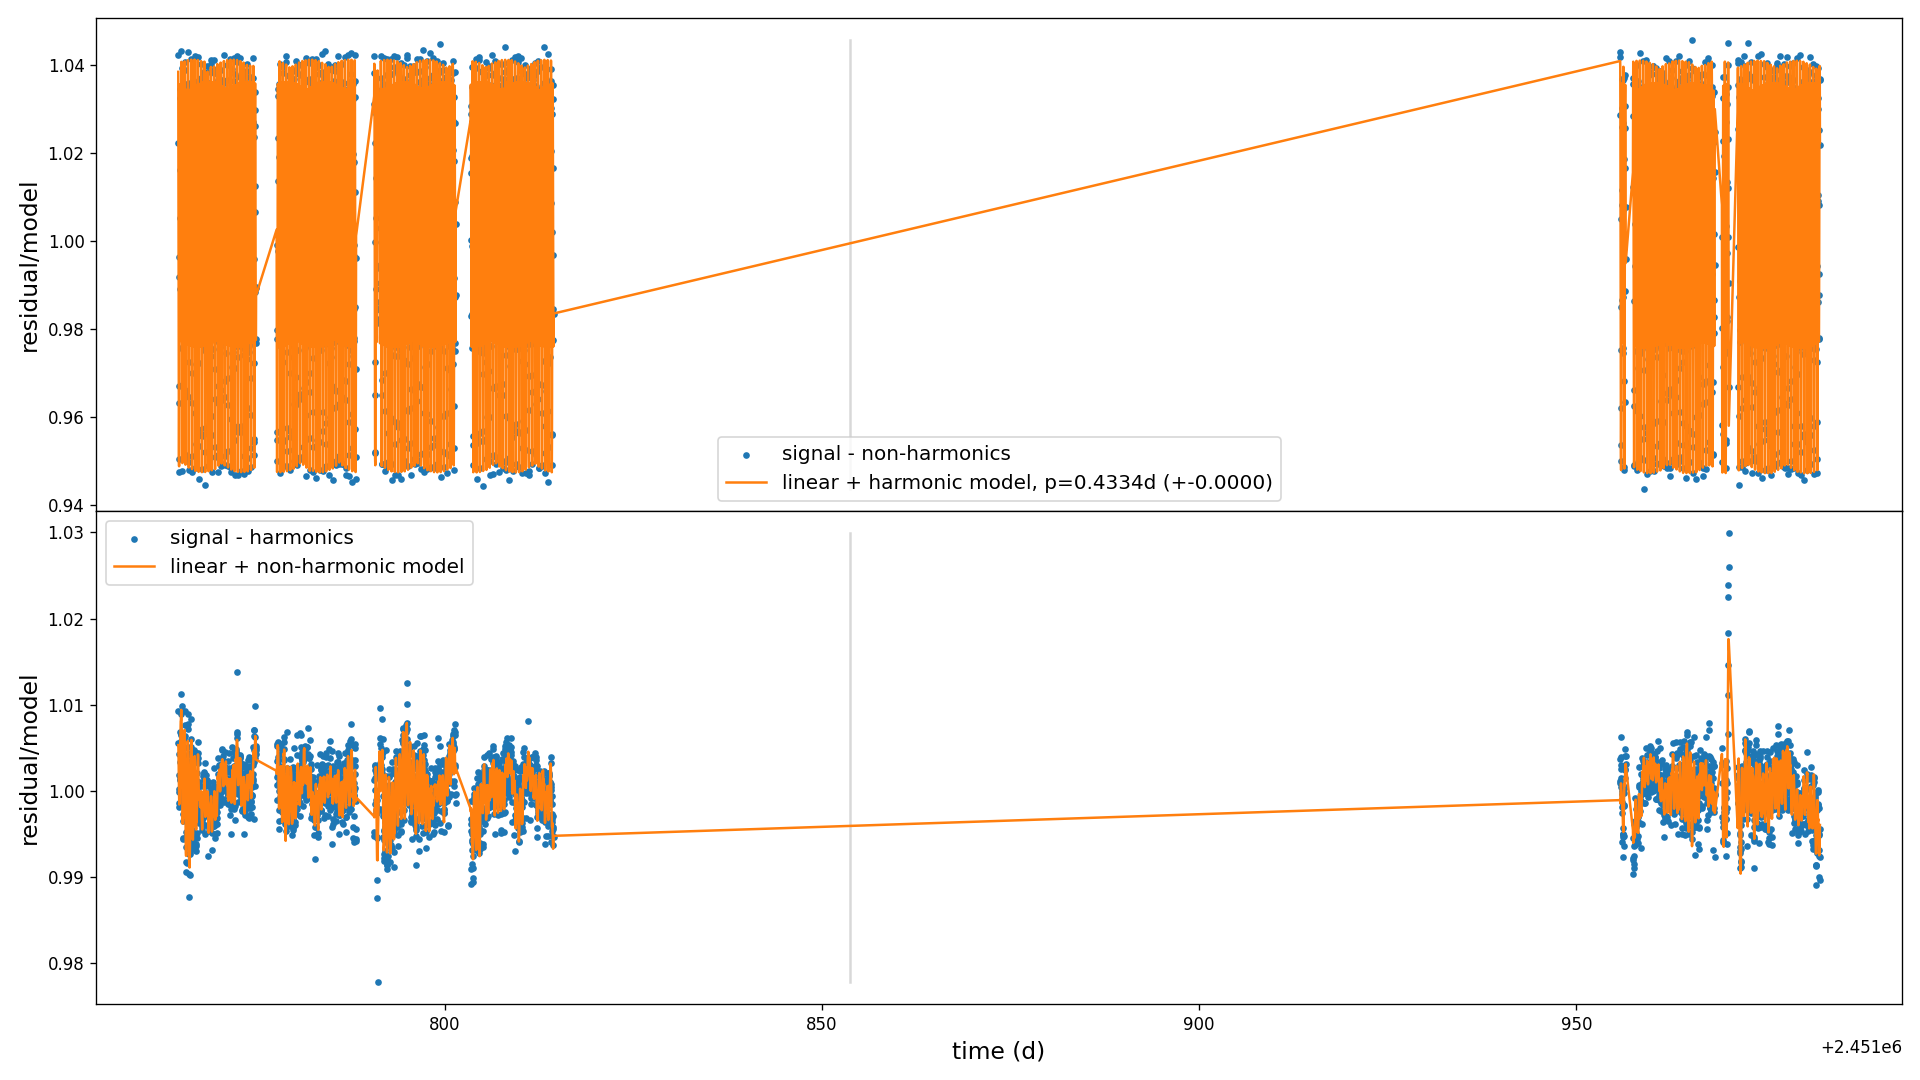 1.04
1.02
1.00
0.98
0.96
0.94
residual/model
signal - non-harmonics
linear + harmonic model, p=0.4334d (+-0.0000)
1.03
1.02
1.01
1.00
0.99
0.98
residual/model
signal - harmonics
linear + non-harmonic model
800
850
900
950
+2.451e6
time (d)